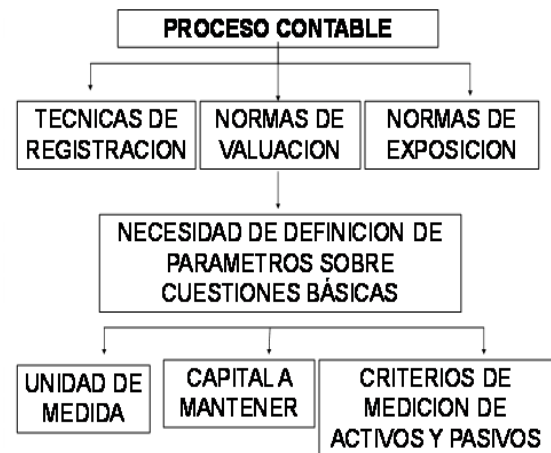 PROCESO CONTABLE
TECNICAS DE
REGISTRACION
NORMAS DE
VALUACION
NORMAS DE
EXPOSICION
NECESIDAD DE DEFINICION DE
PARAMETROS SOBRE
CUESTIONES BÁSICAS
UNIDAD DE
MEDIDA
CAPITAL A
MANTENER
CRITERIOS DE
MEDICION DE
ACTIVOS Y PASIVOS